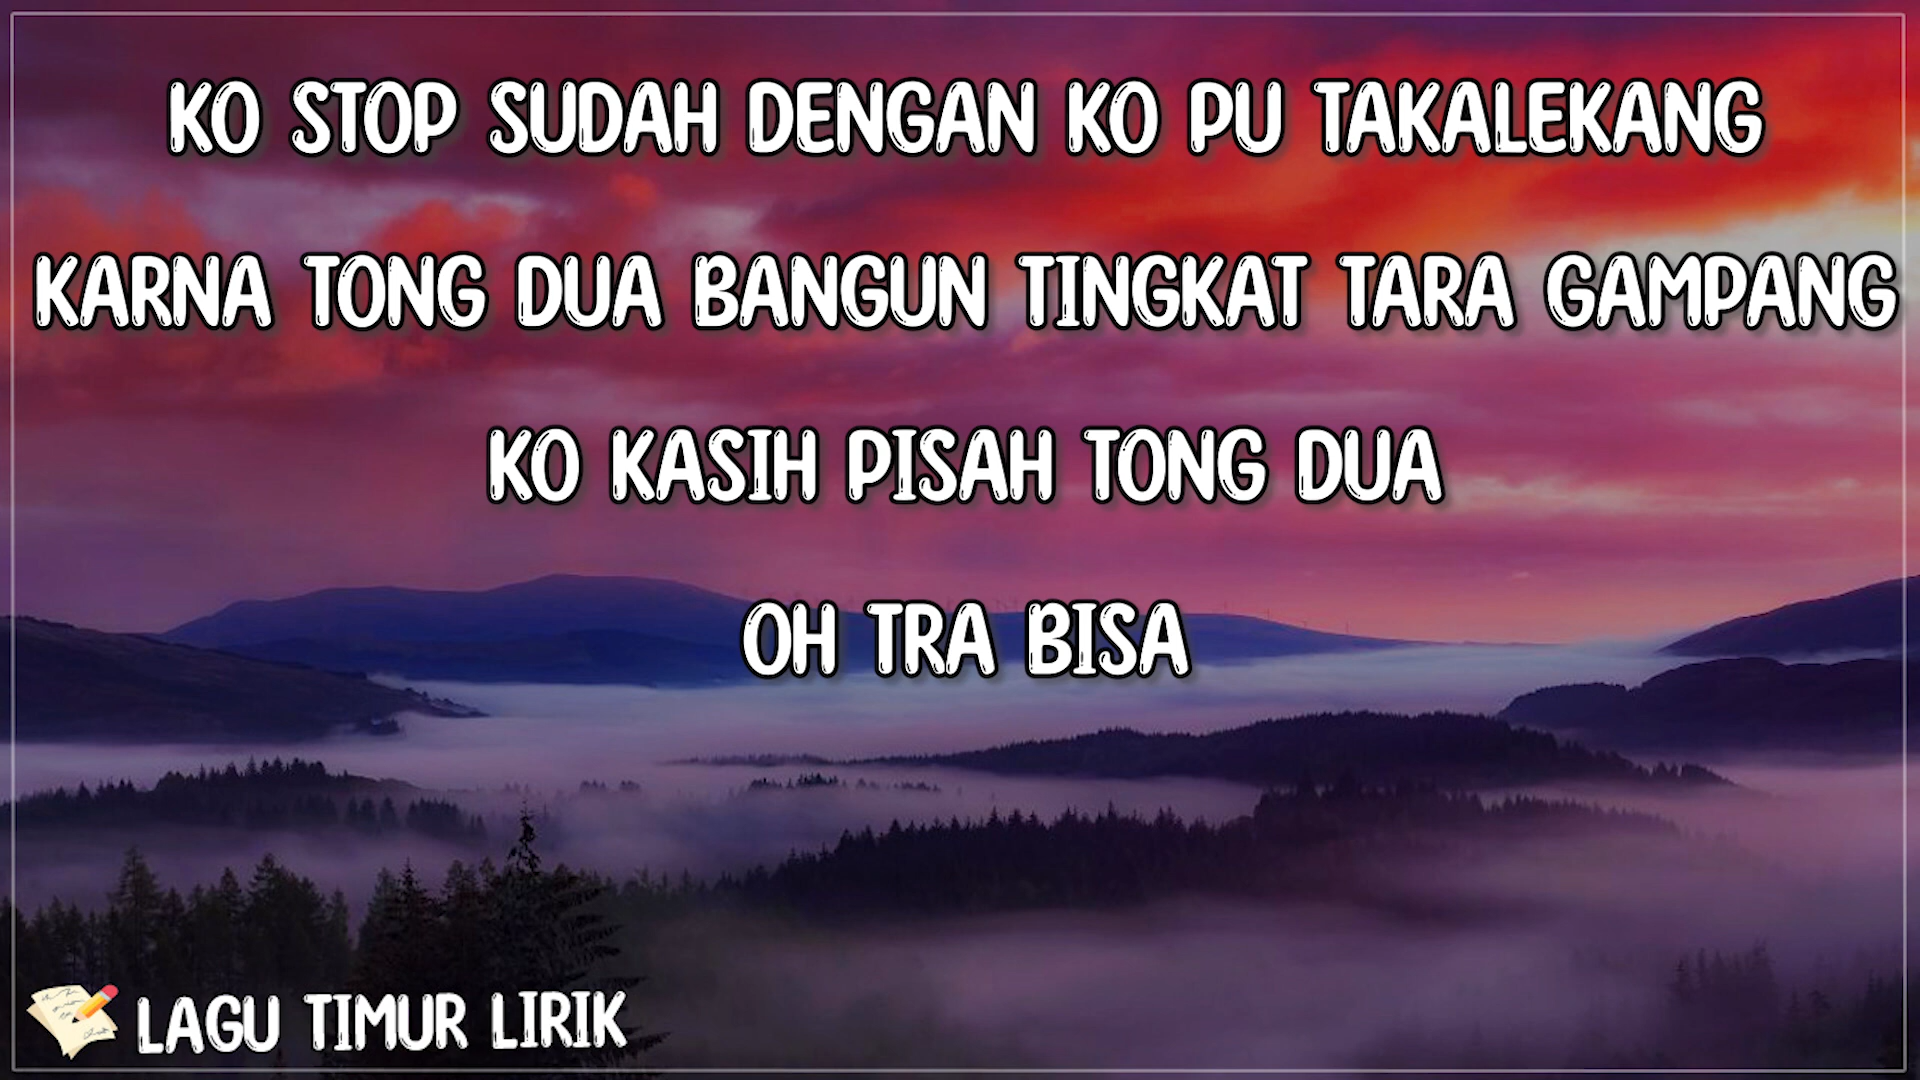 KO STOP SUDAH DENGAN KO PU TAKALEKANG
KARNA TONG DUA BANGUN TINGKAT TARA GAMPANG
KO KASIH PISAH TONG DUA
OH TRA BISA
LAGU TIMUR LIRIK